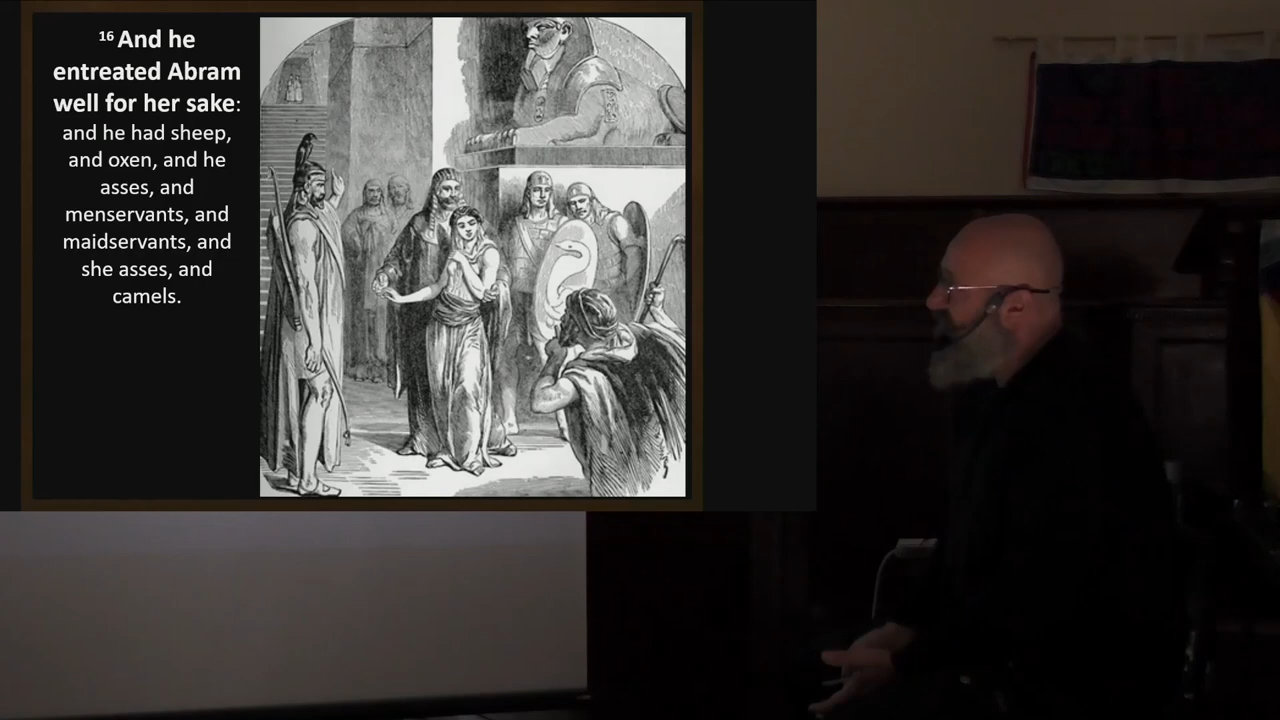 16 And he
entreated Abram
well for her sake:
and he had sheep,
and oxen, and he
asses, and
menservants, and
maidservants, and
she asses, and
camels.